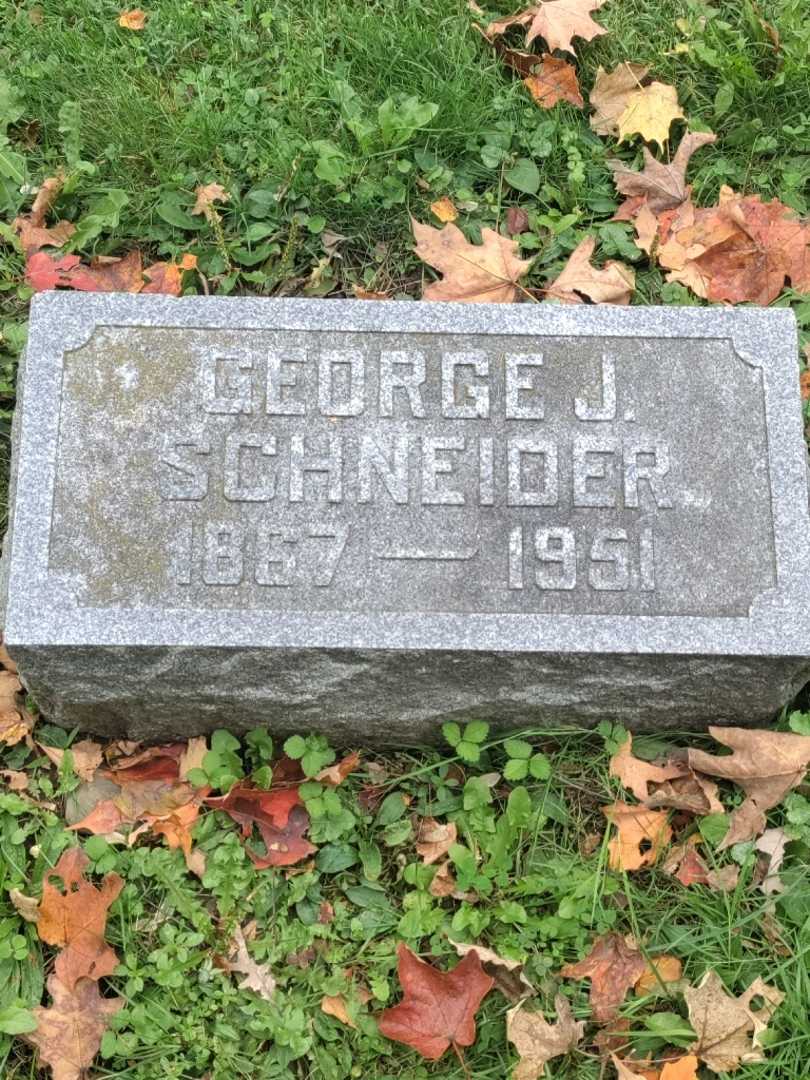 GEORGE J.
SCHNEIDER
1867 — 1951